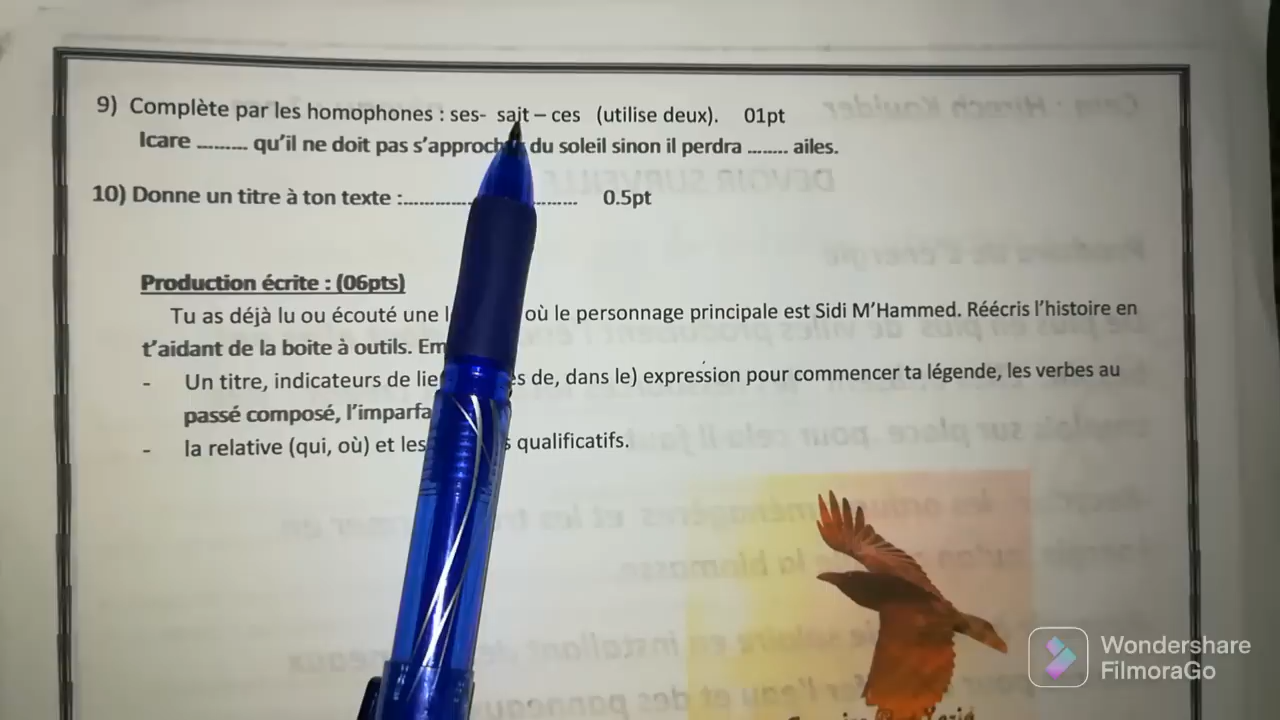 9) Complète par les homophones : ses- sait – ces (utilise deux). 01pt
Icare ......... qu'il ne doit pas s'approcher du soleil sinon il perdra ........ ailes.
10) Donne un titre à ton texte :.................................... 0.5pt
Production écrite : (06pts)
Tu as déjà lu ou écouté une où le personnage principale est Sidi M'Hammed. Réécris l'histoire en
t'aidant de la boite à outils.
- Un titre, indicateurs de de, dans le) expression pour commencer ta légende, les verbes au
passé composé,
- la relative (qui, où) et les qualificatifs.
Wondershare
FilmoraGo